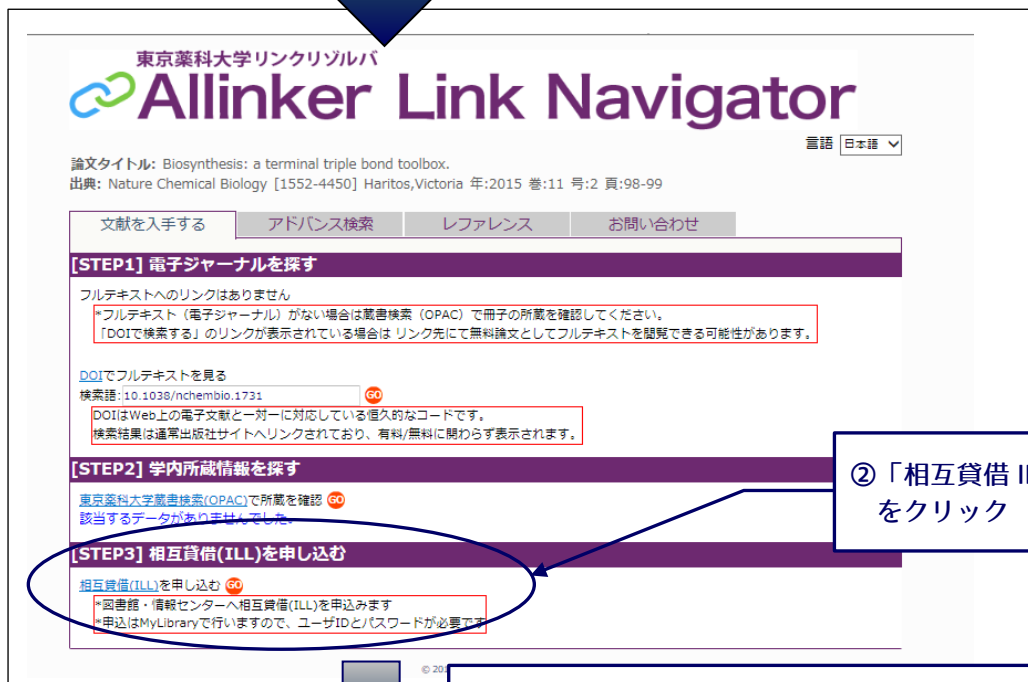 東京薬科大学リンクリゾルバ
Allinker Link Navigator
言語 日本語
論文タイトル: Biosynthesis: a terminal triple bond toolbox.
出典: Nature Chemical Biology [1552-4450] Haritos,Victoria 年:2015 巻:11 号:2 頁:98-99
文献を入手する アドバンス検索 レファレンス お問い合わせ
[STEP1] 電子ジャーナルを探す
フルテキストへのリンクはありません
*フルテキスト（電子ジャーナル）がない場合は蔵書検索（OPAC）で冊子の所蔵を確認してください。
「DOIで検索する」のリンクが表示されている場合は リンク先にて無料論文としてフルテキストを閲覧できる可能性があります。
DOIでフルテキストを見る
検索語: 10.1038/nchembio.1731 GO
DOIはWeb上の電子文献と一対一に対応している恒久的なコードです。
検索結果は通常出版社サイトへリンクされており、有料/無料に関わらず表示されます。
[STEP2] 学内所蔵情報を探す
東京薬科大学蔵書検索(OPAC)で所蔵を確認 GO
該当するデータがありませんでした。
②「相互貸借 I
をクリック
[STEP3] 相互貸借(ILL)を申し込む
相互貸借(ILL)を申し込む GO
*図書館・情報センターへ相互貸借(ILL)を申込みます
*申込はMyLibraryで行いますので、ユーザIDとパスワードが必要です
© 201